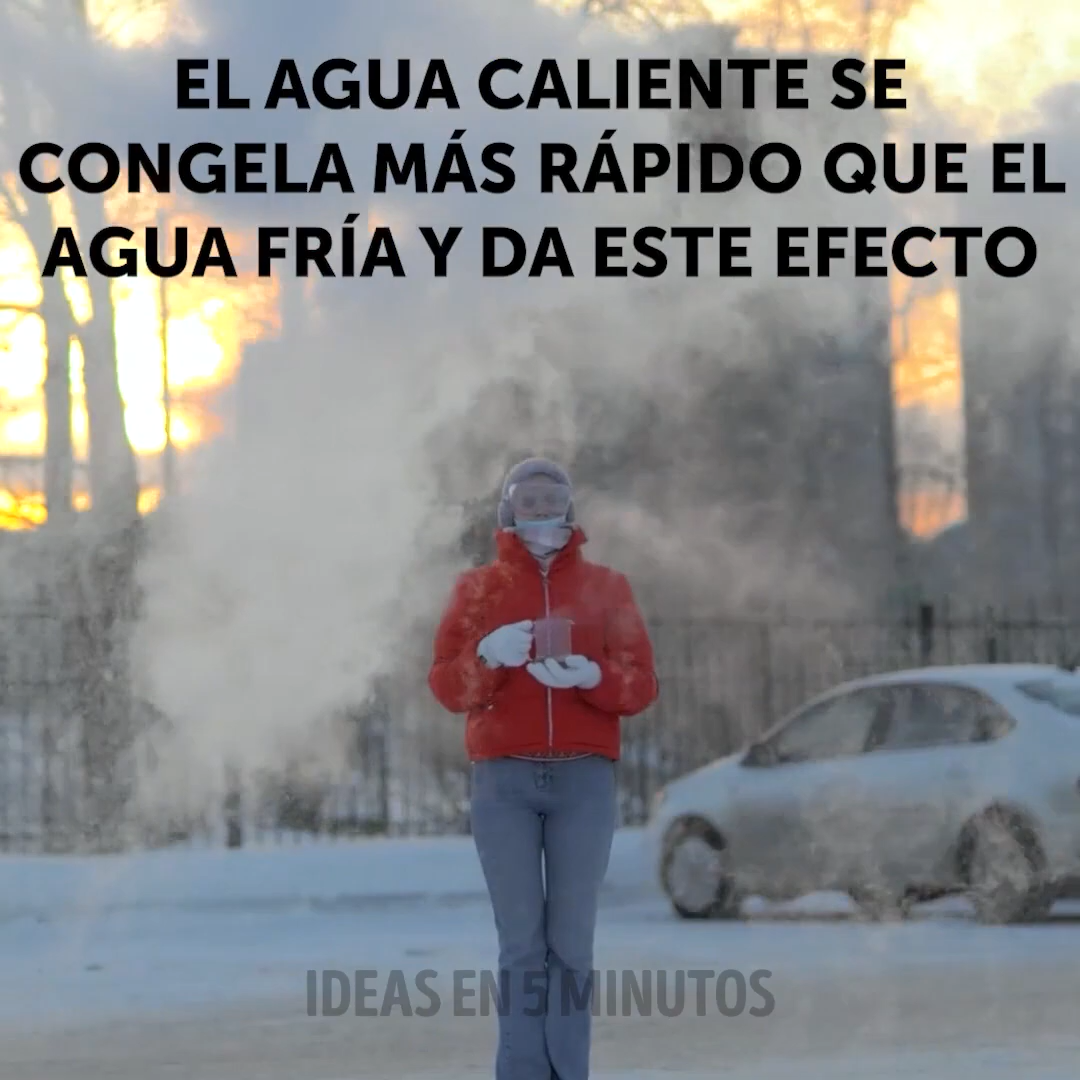 EL AGUA CALIENTE SE
CONGELA MÁS RÁPIDO QUE EL
AGUA FRÍA Y DA ESTE EFECTO
IDEAS EN 5 MINUTOS